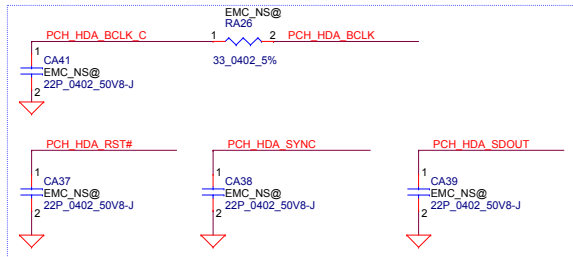 EMC_NS@
RA26
PCH_HDA_BCLK_C 1 2 PCH_HDA_BCLK
33_0402_5%
1
CA41
EMC_NS@
22P_0402_50V8-J
2
PCH_HDA_RST#
1
CA37
EMC_NS@
22P_0402_50V8-J
2
PCH_HDA_SYNC
1
CA38
EMC_NS@
22P_0402_50V8-J
2
PCH_HDA_SDOUT
1
CA39
EMC_NS@
22P_0402_50V8-J
2